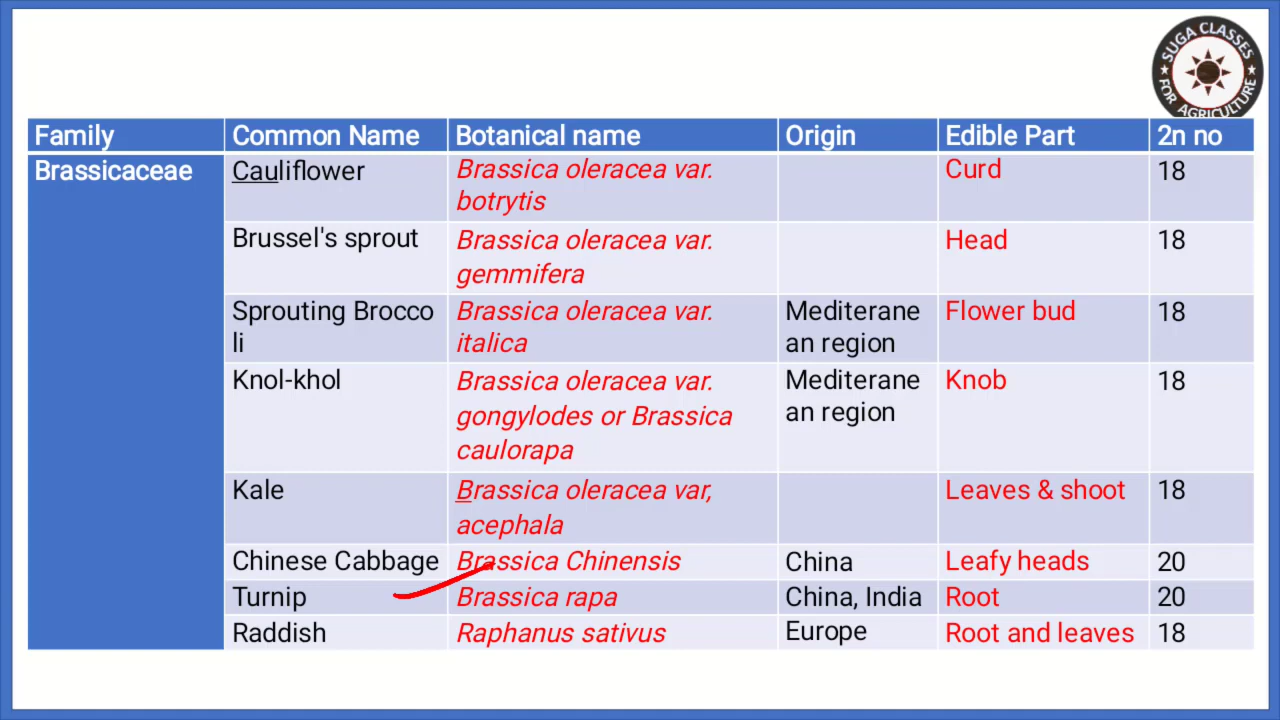 SUGA CLASSES
FOR AGRICULTURE
Family Common Name Botanical name Origin Edible Part 2n no
Brassicaceae Cauliflower Brassica oleracea var. Curd 18
botrytis
Brussel's sprout Brassica oleracea var. Head 18
gemmifera
Sprouting Brocco Brassica oleracea var. Mediterane Flower bud 18
li italica an region
Knol-khol Brassica oleracea var. Mediterane Knob 18
gongylodes or Brassica an region
caulorapa
Kale Brassica oleracea var, Leaves & shoot 18
acephala
Chinese Cabbage Brassica Chinensis China Leafy heads 20
Turnip Brassica rapa China, India Root 20
Raddish Raphanus sativus Europe Root and leaves 18